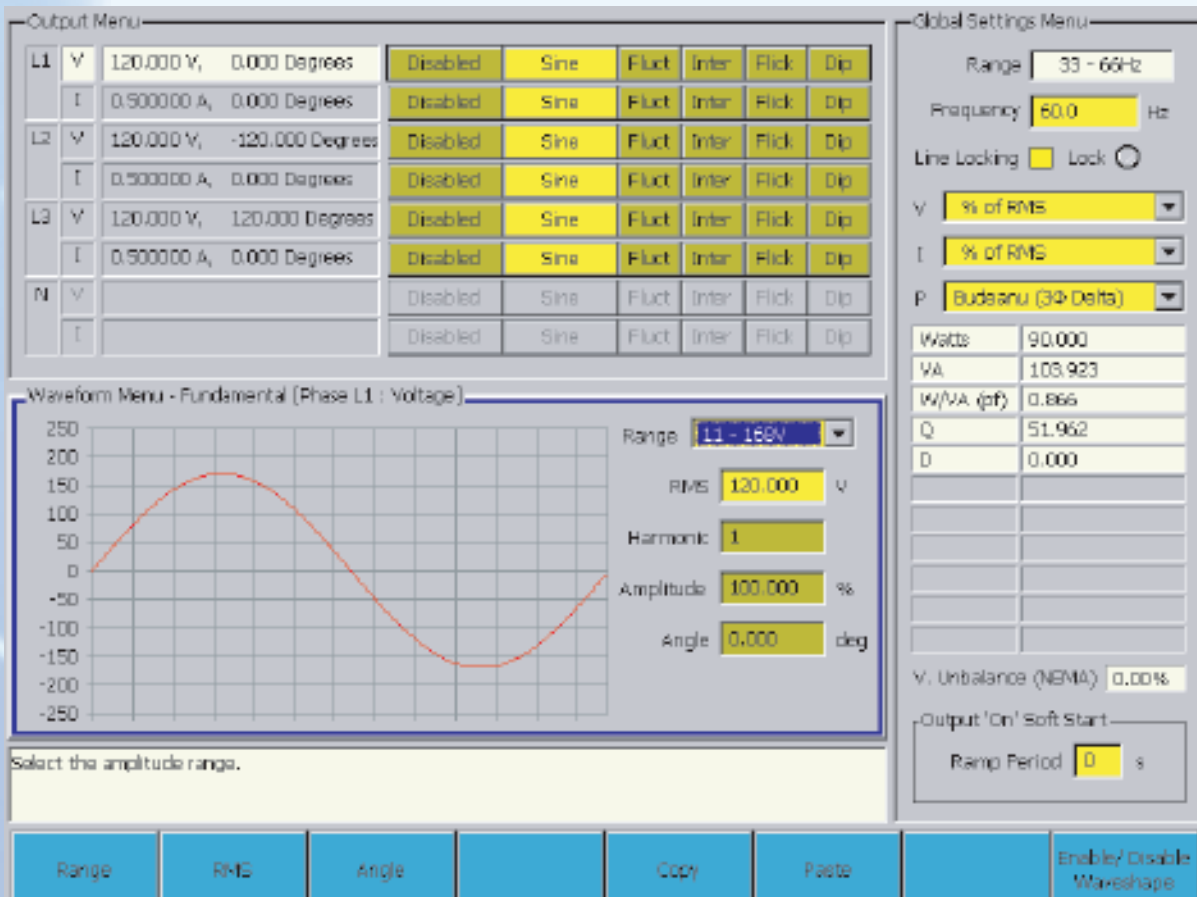 Output Menu
L1 V 120.000 V, 0.000 Degrees Disabled Sine Fluct Inter Flick Dip
I 0.500000 A, 0.000 Degrees Disabled Sine Fluct Inter Flick Dip
L2 V 120.000 V, -120.000 Degrees Disabled Sine Fluct Inter Flick Dip
I 0.500000 A, 0.000 Degrees Disabled Sine Fluct Inter Flick Dip
L3 V 120.000 V, 120.000 Degrees Disabled Sine Fluct Inter Flick Dip
I 0.500000 A, 0.000 Degrees Disabled Sine Fluct Inter Flick Dip
N V Disabled Sine Fluct Inter Flick Dip
I Disabled Sine Fluct Inter Flick Dip
Waveform Menu - Fundamental [Phase L1 : Voltage]
250
200
150
100
50
0
-50
-100
-150
-200
-250
Range 11 - 168V
RMS 120.000 V
Harmonic 1
Amplitude 100.000 %
Angle 0.000 deg
Select the amplitude range.
Global Settings Menu
Range 33 - 66Hz
Frequency 60.0 Hz
Line Locking Lock
V % of RMS
I % of RMS
P Budeanu (3Φ Delta)
Watts 90.000
VA 103.923
W/VA (pf) 0.866
Q 51.962
D 0.000
V. Unbalance (NEMA) 0.00%
Output 'On' Soft Start
Ramp Period 0 s
Range RMS Angle Copy Paste Enable/ Disable
Waveshape